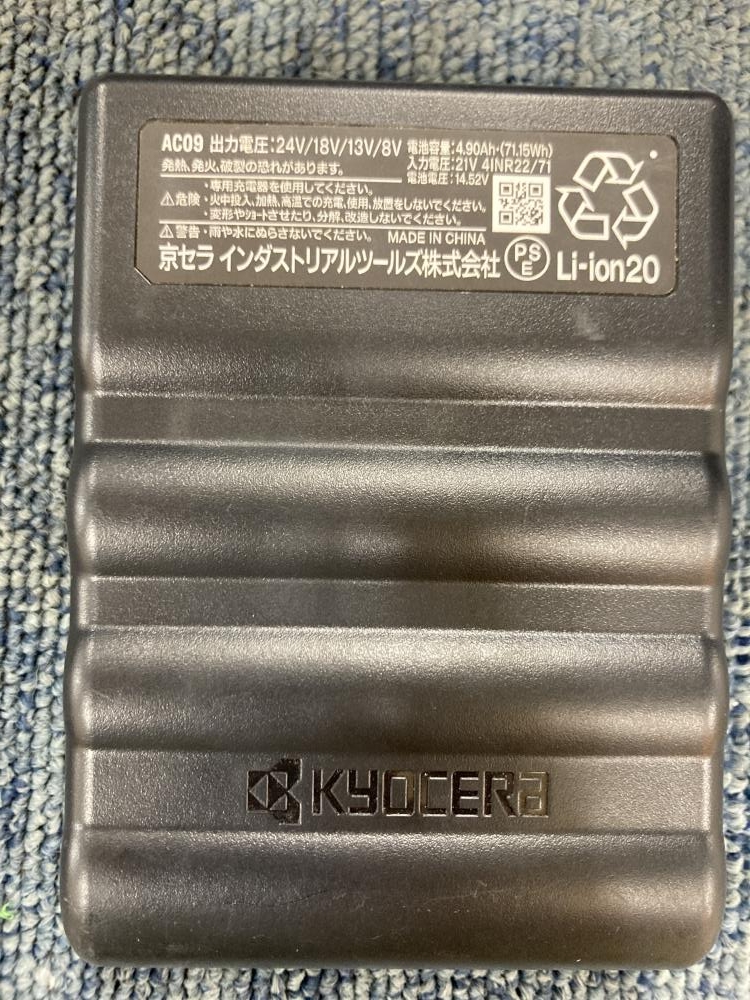 AC09 出力電圧:24V/18V/13V/8V 電池容量:4.90Ah・(71.15Wh)
発熱、発火、破裂の恐れがあります。 入力電圧:21V 4INR22/71
電池電圧:14.52V
・専用充電器を使用してください。
⚠危険・火中投入、加熱、高温での充電、使用、放置をしないでください。
・変形やショートさせたり、分解、改造しないでください。
⚠警告・雨や水にぬらさないでください。 MADE IN CHINA
京セラ インダストリアルツールズ株式会社 PSE Li-ion20
KYOCERA